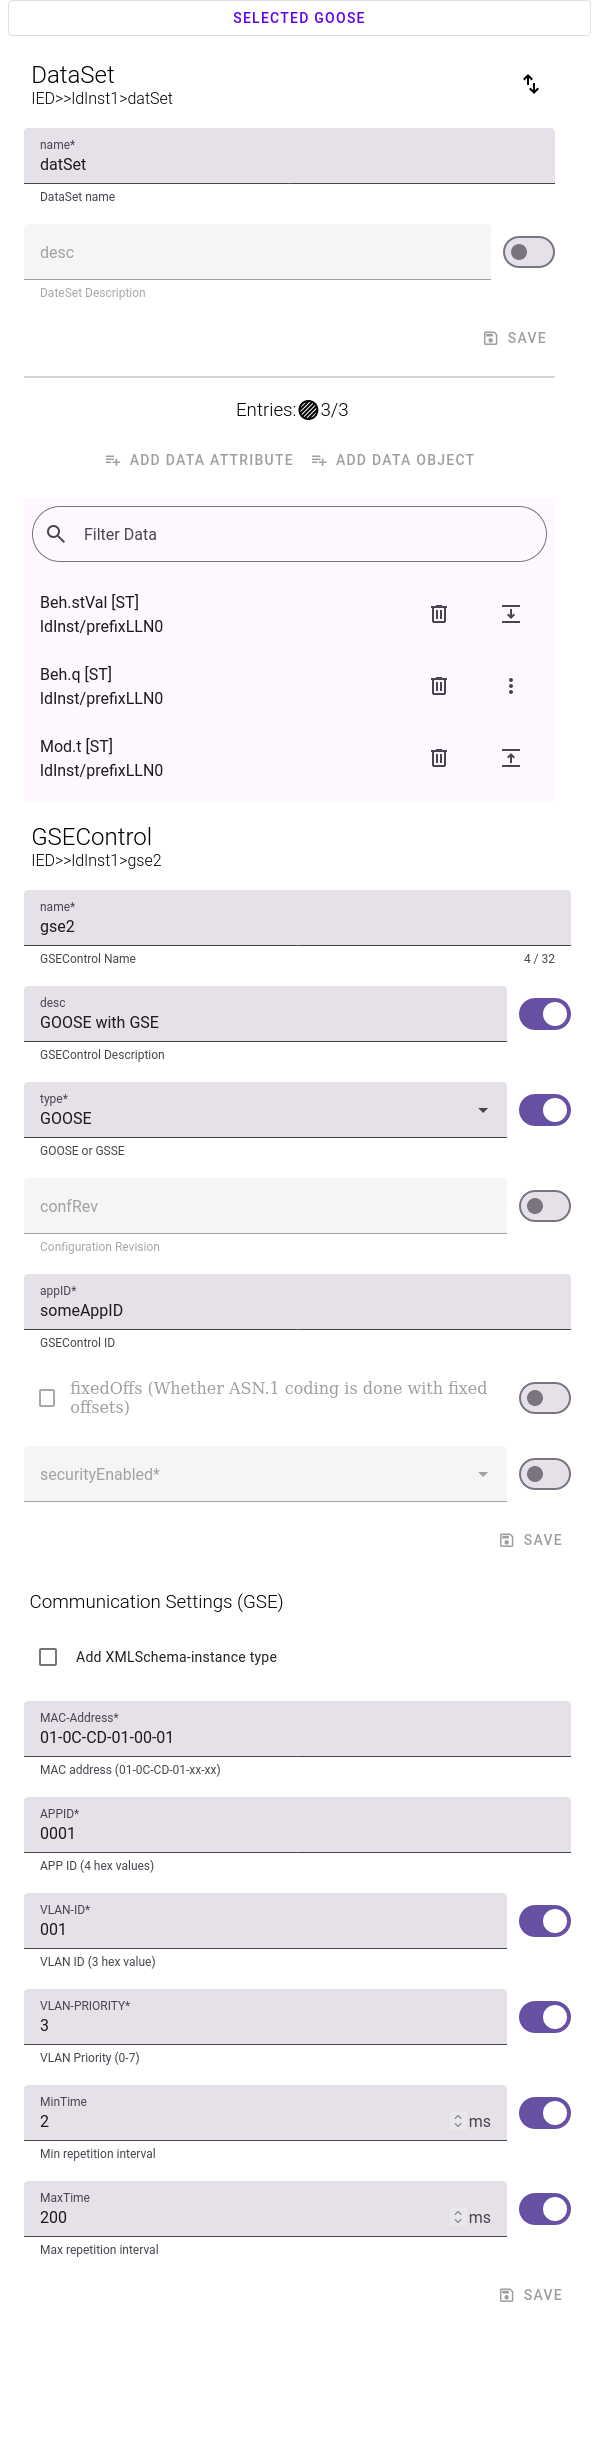 SELECTED GOOSE
DataSet
IED>>ldInst1>datSet
name*
datSet
DataSet name
desc
DateSet Description
SAVE
Entries: 3/3
ADD DATA ATTRIBUTE ADD DATA OBJECT
Filter Data
Beh.stVal [ST]
ldInst/prefixLLN0
Beh.q [ST]
ldInst/prefixLLN0
Mod.t [ST]
ldInst/prefixLLN0
GSEControl
IED>>ldInst1>gse2
name*
gse2
GSEControl Name 4 / 32
desc
GOOSE with GSE
GSEControl Description
type*
GOOSE
GOOSE or GSSE
confRev
Configuration Revision
appID*
someAppID
GSEControl ID
fixedOffs (Whether ASN.1 coding is done with fixed
offsets)
securityEnabled*
SAVE
Communication Settings (GSE)
Add XMLSchema-instance type
MAC-Address*
01-0C-CD-01-00-01
MAC address (01-0C-CD-01-xx-xx)
APPID*
0001
APP ID (4 hex values)
VLAN-ID*
001
VLAN ID (3 hex value)
VLAN-PRIORITY*
3
VLAN Priority (0-7)
MinTime
2 ms
Min repetition interval
MaxTime
200 ms
Max repetition interval
SAVE